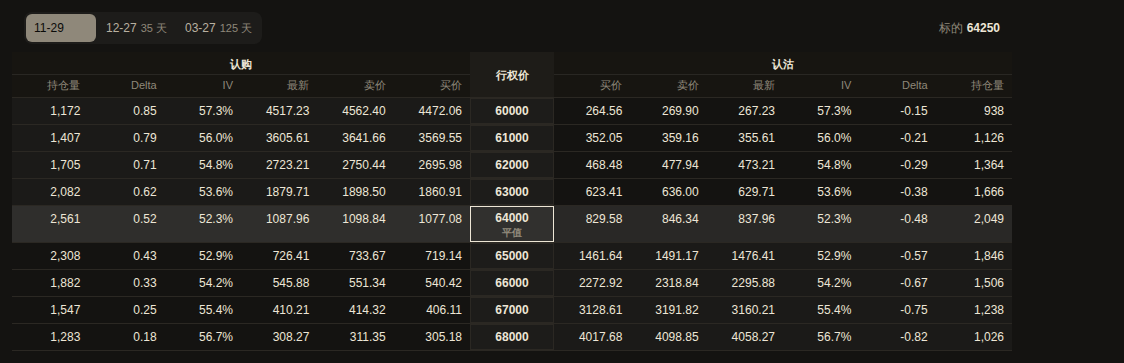 11-29 12-27 35 天 03-27 125 天 标的 64250
认购 行权价 认沽
持仓量 Delta IV 最新 卖价 买价 买价 卖价 最新 IV Delta 持仓量
1,172 0.85 57.3% 4517.23 4562.40 4472.06 60000 264.56 269.90 267.23 57.3% -0.15 938
1,407 0.79 56.0% 3605.61 3641.66 3569.55 61000 352.05 359.16 355.61 56.0% -0.21 1,126
1,705 0.71 54.8% 2723.21 2750.44 2695.98 62000 468.48 477.94 473.21 54.8% -0.29 1,364
2,082 0.62 53.6% 1879.71 1898.50 1860.91 63000 623.41 636.00 629.71 53.6% -0.38 1,666
2,561 0.52 52.3% 1087.96 1098.84 1077.08 64000 829.58 846.34 837.96 52.3% -0.48 2,049
平值
2,308 0.43 52.9% 726.41 733.67 719.14 65000 1461.64 1491.17 1476.41 52.9% -0.57 1,846
1,882 0.33 54.2% 545.88 551.34 540.42 66000 2272.92 2318.84 2295.88 54.2% -0.67 1,506
1,547 0.25 55.4% 410.21 414.32 406.11 67000 3128.61 3191.82 3160.21 55.4% -0.75 1,238
1,283 0.18 56.7% 308.27 311.35 305.18 68000 4017.68 4098.85 4058.27 56.7% -0.82 1,026